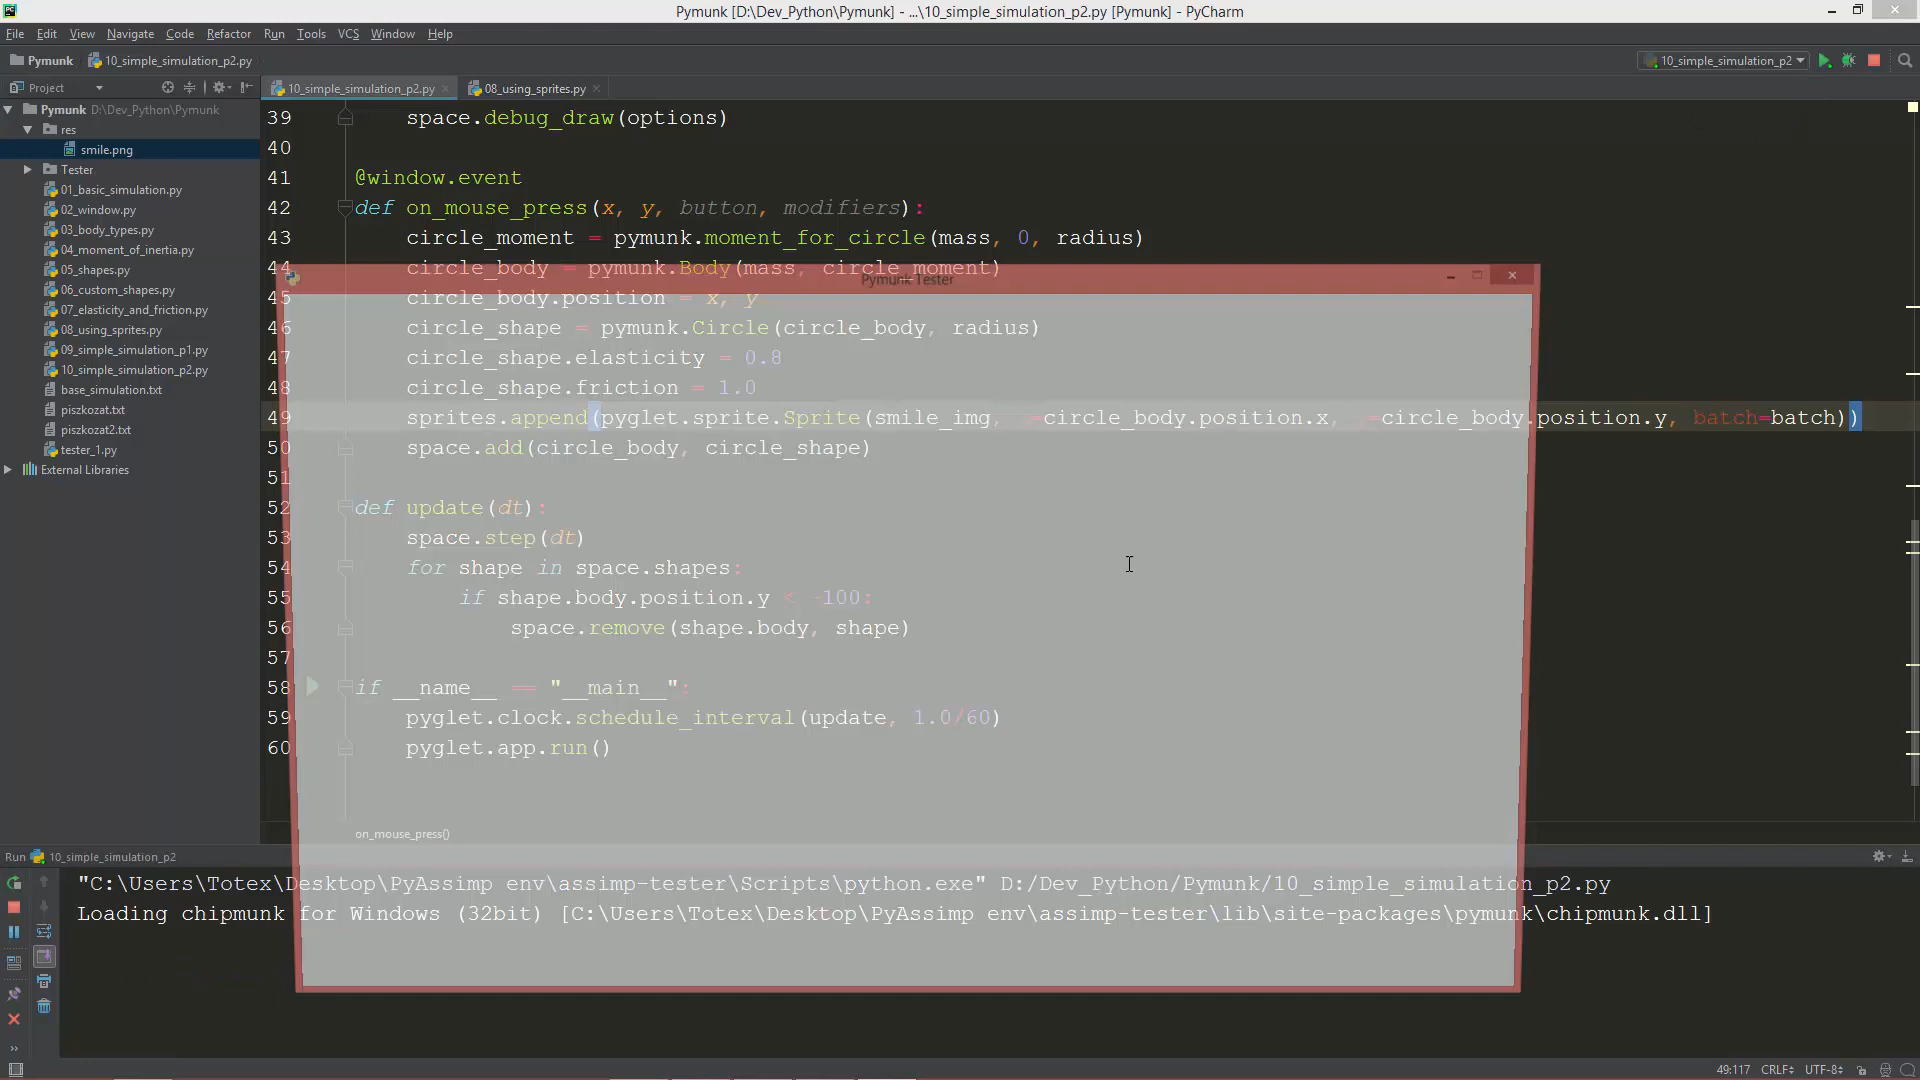 Pymunk [D:\Dev_Python\Pymunk] - ...\10_simple_simulation_p2.py [Pymunk] - PyCharm
File Edit View Navigate Code Refactor Run Tools VCS Window Help
Pymunk 10_simple_simulation_p2.py
10_simple_simulation_p2
Project
10_simple_simulation_p2.py
08_using_sprites.py
Pymunk D:\Dev_Python\Pymunk
res
smile.png
Tester
01_basic_simulation.py
02_window.py
03_body_types.py
04_moment_of_inertia.py
05_shapes.py
06_custom_shapes.py
07_elasticity_and_friction.py
08_using_sprites.py
09_simple_simulation_p1.py
10_simple_simulation_p2.py
base_simulation.txt
piszkozat.txt
piszkozat2.txt
tester_1.py
External Libraries
39 space.debug_draw(options)
40
41 @window.event
42 def on_mouse_press(x, y, button, modifiers):
43 circle_moment = pymunk.moment_for_circle(mass, 0, radius)
44 circle_body = pymunk.Body(mass, circle_moment)
Pymunk Tester
45 circle_body.position = x, y
46 circle_shape = pymunk.Circle(circle_body, radius)
47 circle_shape.elasticity = 0.8
48 circle_shape.friction = 1.0
49 sprites.append(pyglet.sprite.Sprite(smile_img, =circle_body.position.x, =circle_body.position.y, batch=batch))
50 space.add(circle_body, circle_shape)
51
52 def update(dt):
53 space.step(dt)
54 for shape in space.shapes:
55 if shape.body.position.y < -100:
56 space.remove(shape.body, shape)
57
58 if __name__ == "__main__":
59 pyglet.clock.schedule_interval(update, 1.0/60)
60 pyglet.app.run()
on_mouse_press()
Run 10_simple_simulation_p2
"C:\Users\Totex\Desktop\PyAssimp env\assimp-tester\Scripts\python.exe" D:/Dev_Python/Pymunk/10_simple_simulation_p2.py
Loading chipmunk for Windows (32bit) [C:\Users\Totex\Desktop\PyAssimp env\assimp-tester\lib\site-packages\pymunk\chipmunk.dll]
49:117 CRLF UTF-8